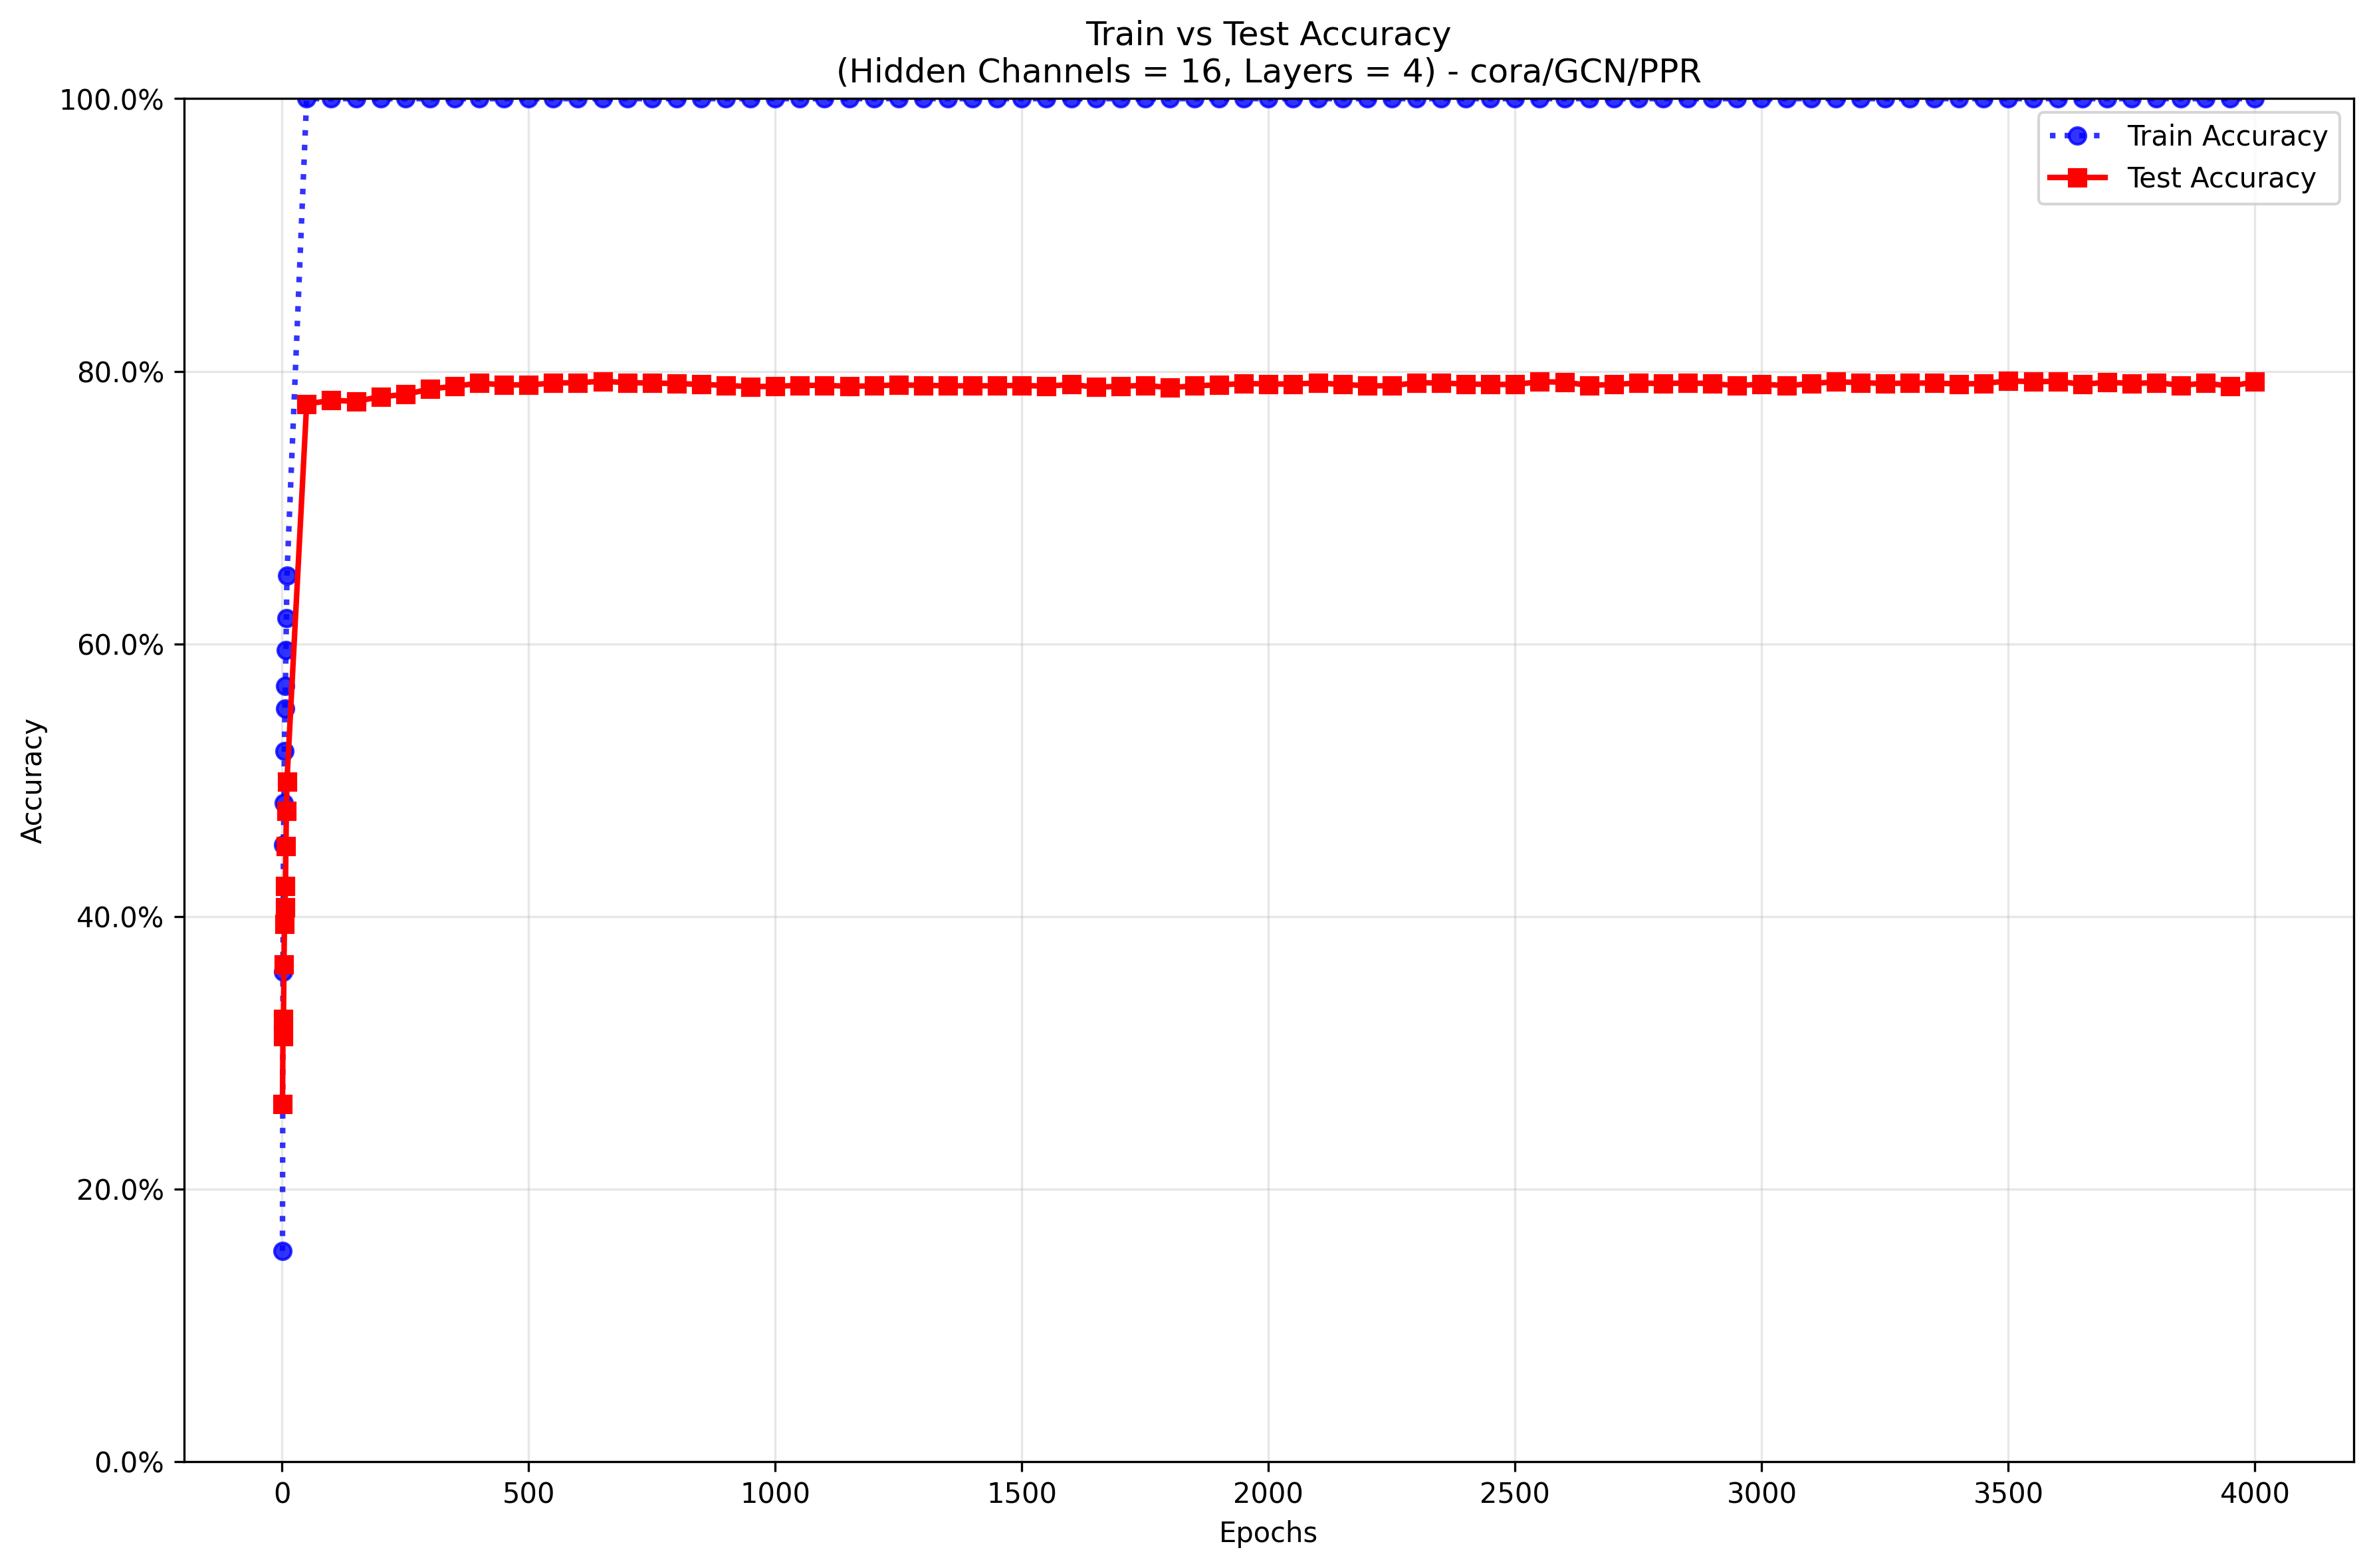 Train vs Test Accuracy
(Hidden Channels = 16, Layers = 4) - cora/GCN/PPR
100.0%
80.0%
60.0%
40.0%
20.0%
0.0%
Accuracy
Train Accuracy
Test Accuracy
0 500 1000 1500 2000 2500 3000 3500 4000
Epochs